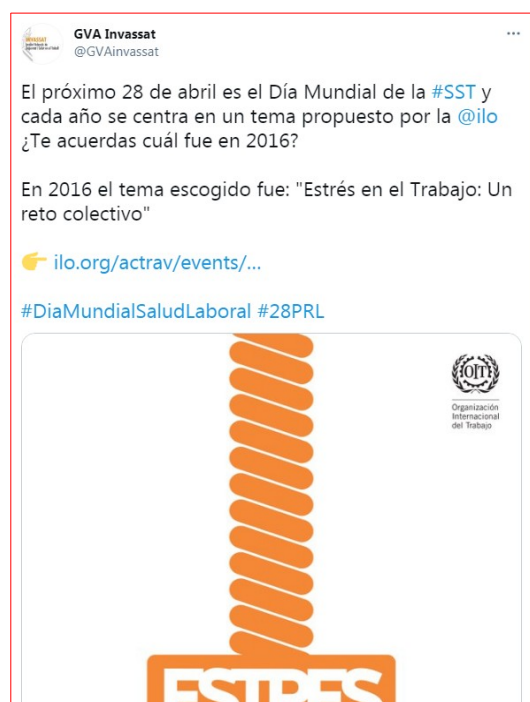 GVA Invassat
@GVAinvassat
El próximo 28 de abril es el Día Mundial de la #SST y
cada año se centra en un tema propuesto por la @ilo
¿Te acuerdas cuál fue en 2016?
En 2016 el tema escogido fue: "Estrés en el Trabajo: Un
reto colectivo"
👉 ilo.org/actrav/events/...
#DiaMundialSaludLaboral #28PRL
OIT
Organización
Internacional
del Trabajo
ESTRES